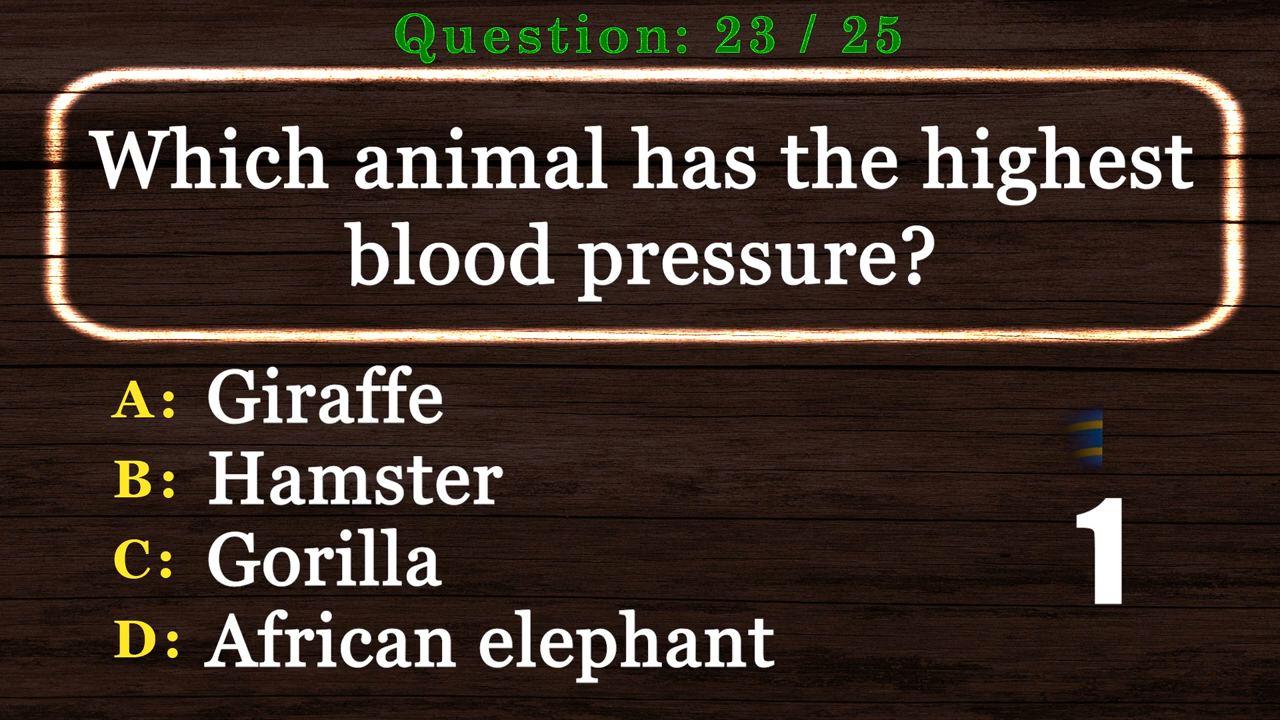 Question: 23 / 25
Which animal has the highest
blood pressure?
A: Giraffe
B: Hamster
C: Gorilla
D: African elephant
1